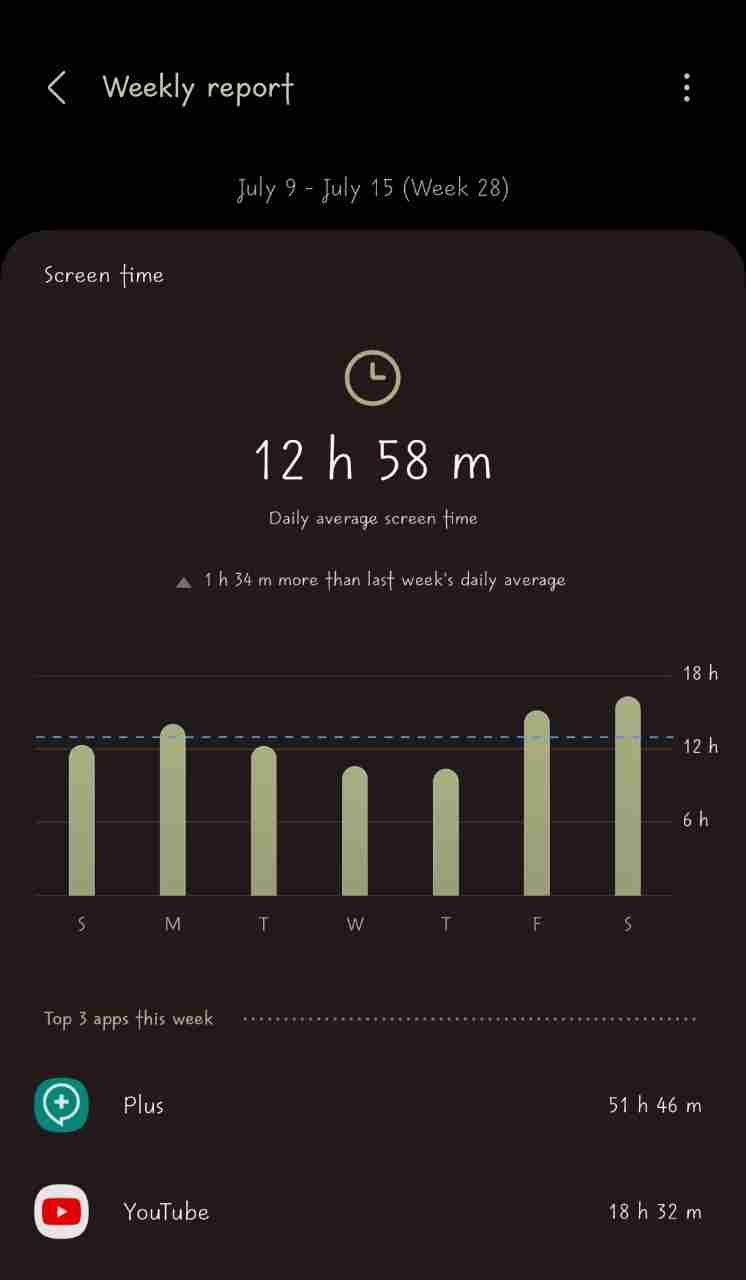 Weekly report
July 9 - July 15 (Week 28)
Screen time
12 h 58 m
Daily average screen time
1 h 34 m more than last week's daily average
18 h
12 h
6 h
S M T W T F S
Top 3 apps this week
Plus 51 h 46 m
YouTube 18 h 32 m